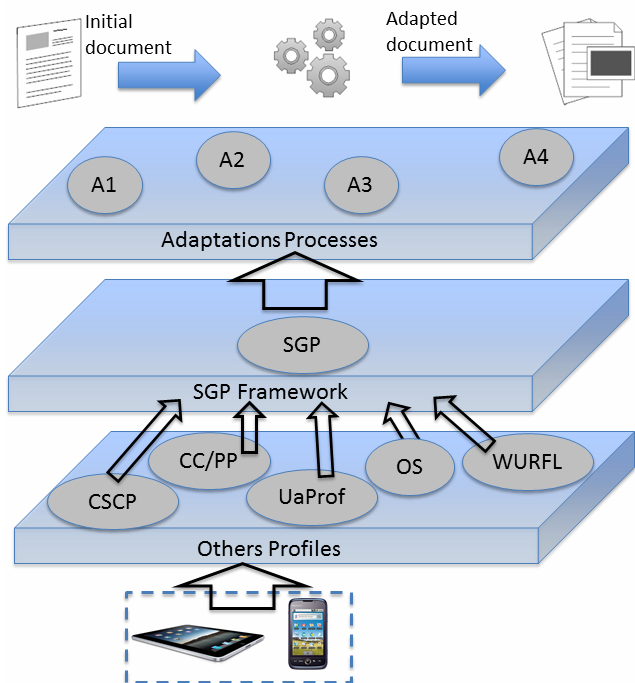 Initial
document
Adapted
document
A1
A2
A3
A4
Adaptations Processes
SGP
SGP Framework
CSCP
CC/PP
UaProf
OS
WURFL
Others Profiles